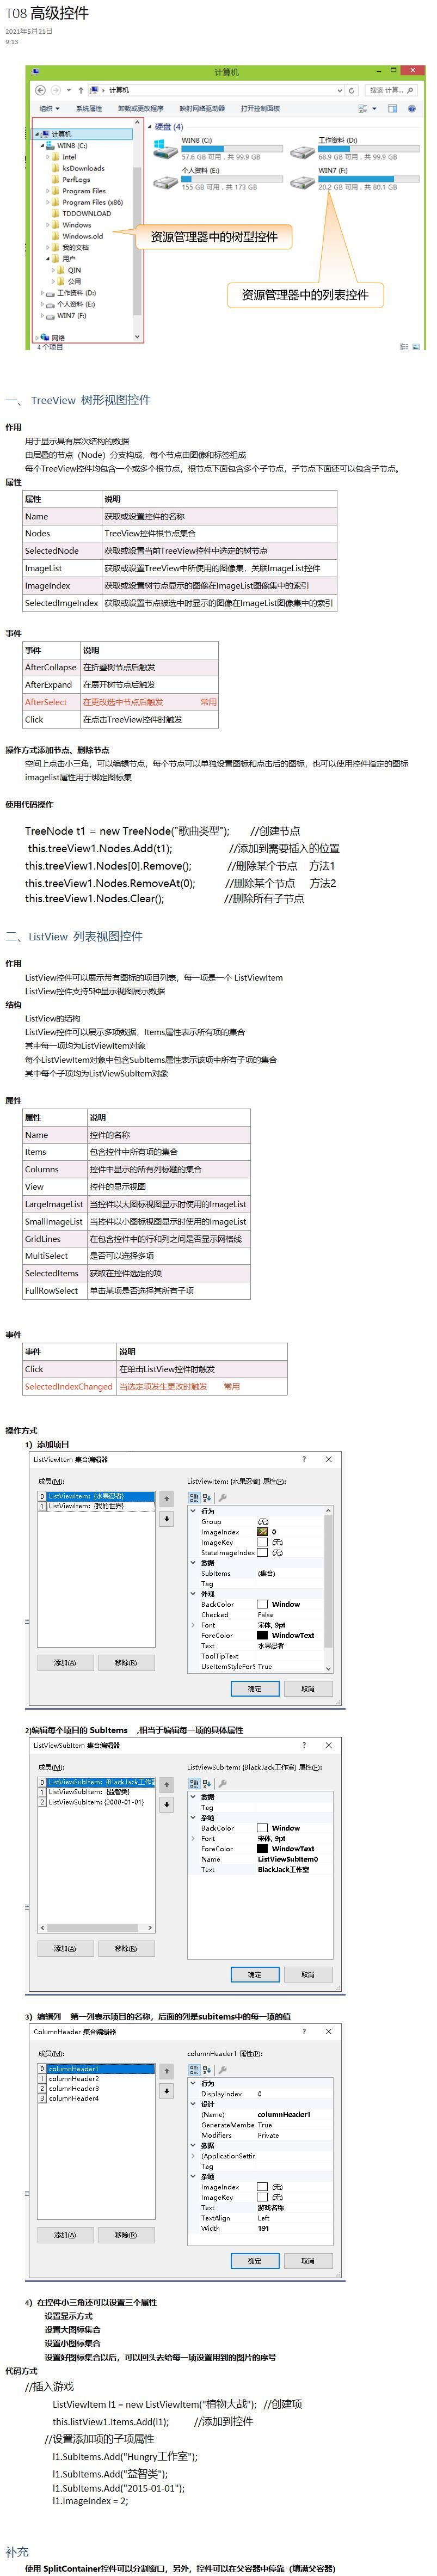 T08 高级控件
2021年5月21日
9:13
计算机
计算机
搜索 计算...
组织 系统属性 卸载或更改程序 映射网络驱动器 打开控制面板
计算机
WIN8 (C:)
Intel
ksDownloads
PerfLogs
Program Files
Program Files (x86)
TDDOWNLOAD
Windows
Windows.old
我的文档
用户
QIN
公用
工作资料 (D:)
个人资料 (E:)
WIN7 (F:)
网络
4 个项目
硬盘 (4)
WIN8 (C:)
57.6 GB 可用，共 99.9 GB
工作资料 (D:)
68.9 GB 可用，共 99.9 GB
个人资料 (E:)
155 GB 可用，共 173 GB
WIN7 (F:)
20.2 GB 可用，共 80.1 GB
资源管理器中的树型控件
资源管理器中的列表控件
一、 TreeView 树形视图控件
作用
用于显示具有层次结构的数据
由层叠的节点（Node）分支构成，每个节点由图像和标签组成
每个TreeView控件均包含一个或多个根节点，根节点下面包含多个子节点，子节点下面还可以包含子节点。
属性
属性 说明
Name 获取或设置控件的名称
Nodes TreeView控件根节点集合
SelectedNode 获取或设置当前TreeView控件中选定的树节点
ImageList 获取或设置TreeView中所使用的图像集，关联ImageList控件
ImageIndex 获取或设置树节点显示的图像在ImageList图像集中的索引
SelectedImgeIndex 获取或设置节点被选中时显示的图像在ImageList图像集中的索引
事件
事件 说明
AfterCollapse 在折叠树节点后触发
AfterExpand 在展开树节点后触发
AfterSelect 在更改选中节点后触发 常用
Click 在点击TreeView控件时触发
操作方式添加节点、删除节点
空间上点击小三角，可以编辑节点，每个节点可以单独设置图标和点击后的图标，也可以使用控件指定的图标
imagelist属性用于绑定图标集
使用代码操作
TreeNode t1 = new TreeNode("歌曲类型"); //创建节点
this.treeView1.Nodes.Add(t1); //添加到需要插入的位置
this.treeView1.Nodes[0].Remove(); //删除某个节点 方法1
this.treeView1.Nodes.RemoveAt(0); //删除某个节点 方法2
this.treeView1.Nodes.Clear(); //删除所有子节点
二、ListView 列表视图控件
作用
ListView控件可以展示带有图标的项目列表，每一项是一个 ListViewItem
ListView控件支持5种显示视图展示数据
结构
ListView的结构
ListView控件可以展示多项数据，Items属性表示所有项的集合
其中每一项均为ListViewItem对象
每个ListViewItem对象中包含SubItems属性表示该项中所有子项的集合
其中每个子项均为ListViewSubItem对象
属性
属性 说明
Name 控件的名称
Items 包含控件中所有项的集合
Columns 控件中显示的所有列标题的集合
View 控件的显示视图
LargeImageList 当控件以大图标视图显示时使用的ImageList
SmallImageList 当控件以小图标视图显示时使用的ImageList
GridLines 在包含控件中的行和列之间是否显示网格线
MultiSelect 是否可以选择多项
SelectedItems 获取在控件选定的项
FullRowSelect 单击某项是否选择其所有子项
事件
事件 说明
Click 在单击ListView控件时触发
SelectedIndexChanged 当选定项发生更改时触发 常用
操作方式
1）添加项目
ListViewItem 集合编辑器
成员(M):
0 ListViewItem: {水果忍者}
1 ListViewItem: {我的世界}
添加(A) 移除(R)
ListViewItem: {水果忍者} 属性(P):
行为
Group
ImageIndex 0
ImageKey
StateImageIndex
数据
SubItems (集合)
Tag
外观
BackColor Window
Checked False
Font 宋体, 9pt
ForeColor WindowText
Text 水果忍者
ToolTipText
UseItemStyleForS True
确定 取消
2)编辑每个项目的 SubItems ,相当于编辑每一项的具体属性
ListViewSubItem 集合编辑器
成员(M):
0 ListViewSubItem: {BlackJack工作室
1 ListViewSubItem: {益智类}
2 ListViewSubItem: {2000-01-01}
添加(A) 移除(R)
ListViewSubItem: {BlackJack工作室} 属性(P):
数据
Tag
杂项
BackColor Window
Font 宋体, 9pt
ForeColor WindowText
Name ListViewSubItem0
Text BlackJack工作室
确定 取消
3）编辑列 第一列表示项目的名称，后面的列是subitems中的每一项的值
ColumnHeader 集合编辑器
成员(M):
0 columnHeader1
1 columnHeader2
2 columnHeader3
3 columnHeader4
添加(A) 移除(R)
columnHeader1 属性(P):
行为
DisplayIndex 0
设计
(Name) columnHeader1
GenerateMembe True
Modifiers Private
数据
(ApplicationSettir
Tag
杂项
ImageIndex
ImageKey
Text 游戏名称
TextAlign Left
Width 191
确定 取消
4）在控件小三角还可以设置三个属性
设置显示方式
设置大图标集合
设置小图标集合
设置好图标集合以后，可以回头去给每一项设置用到的图片的序号
代码方式
//插入游戏
ListViewItem l1 = new ListViewItem("植物大战"); //创建项
this.listView1.Items.Add(l1); //添加到控件
//设置添加项的子项属性
l1.SubItems.Add("Hungry工作室");
l1.SubItems.Add("益智类");
l1.SubItems.Add("2015-01-01");
l1.ImageIndex = 2;
补充
使用 SplitContainer控件可以分割窗口，另外，控件可以在父容器中停靠（填满父容器）